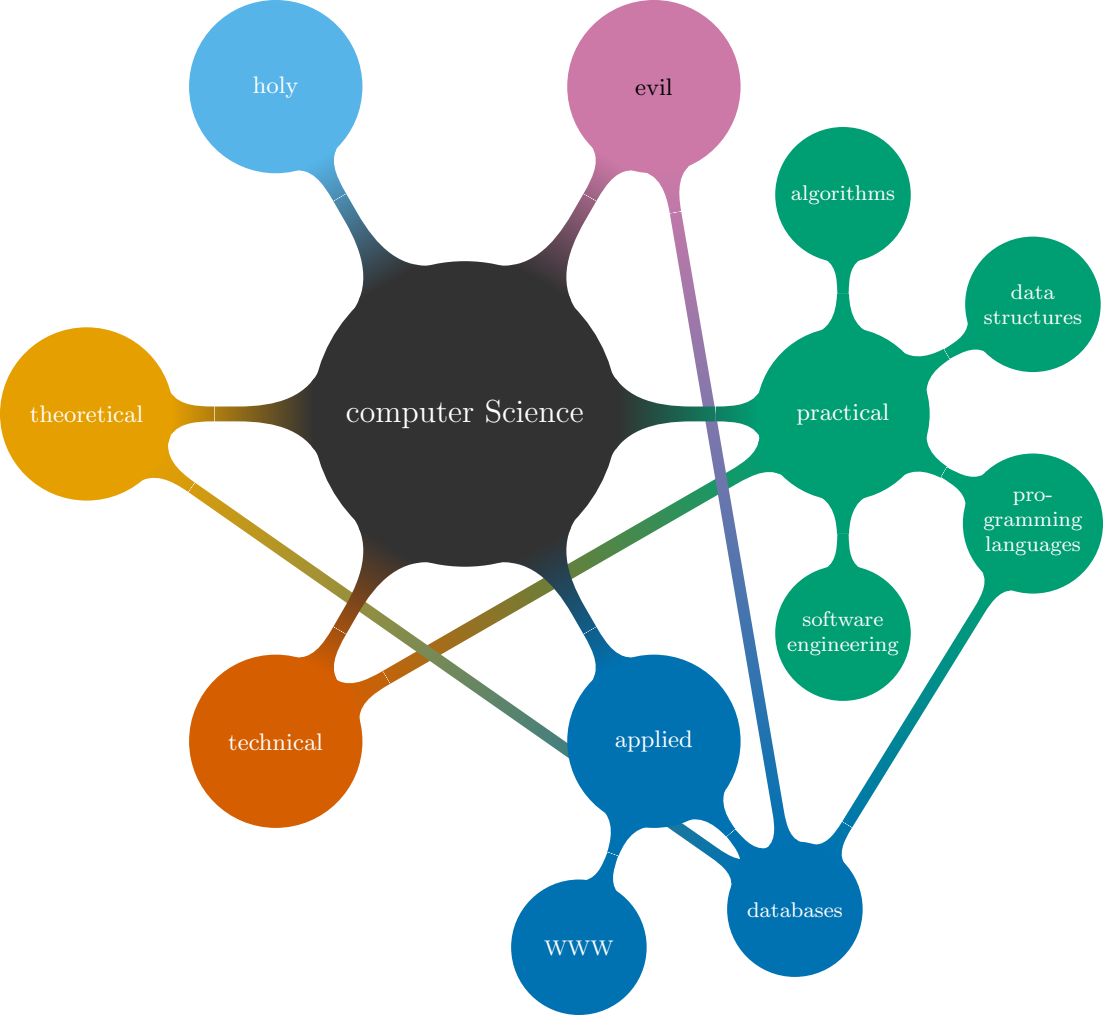 holy
evil
algorithms
data
structures
theoretical
computer Science
practical
pro-
gramming
languages
software
engineering
technical
applied
databases
WWW